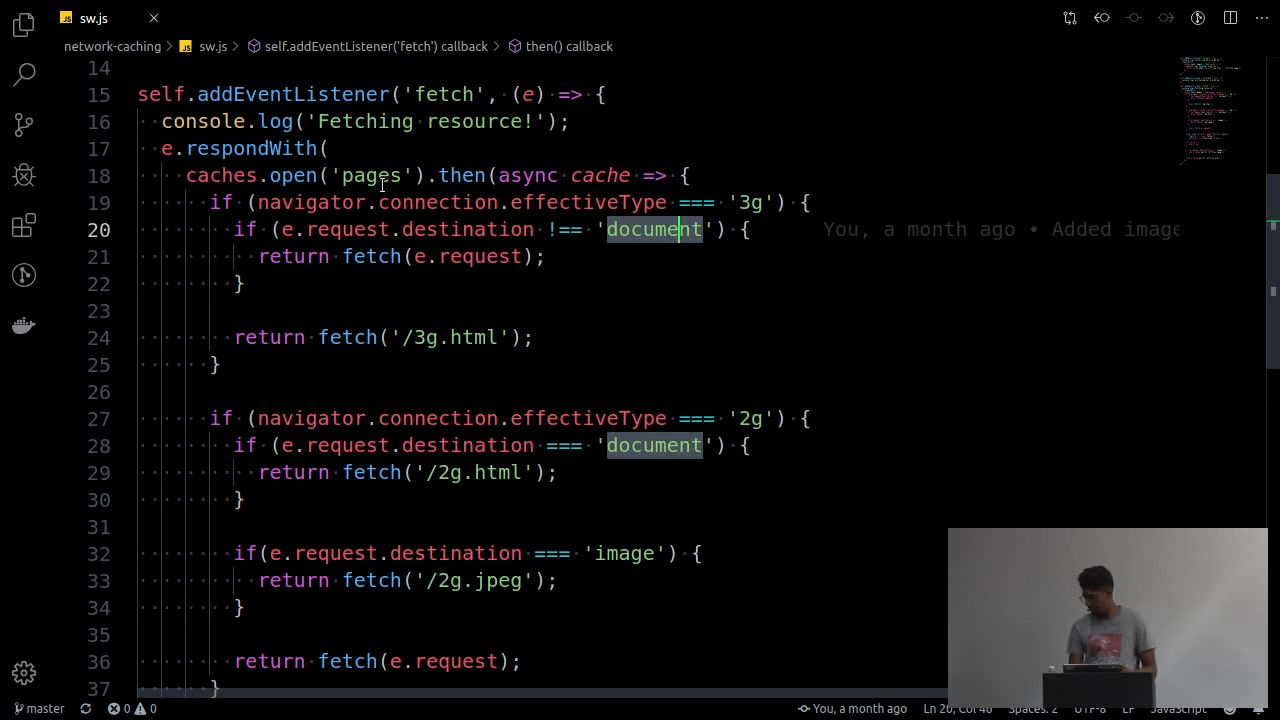 JS sw.js
network-caching > JS sw.js > self.addEventListener('fetch') callback > then() callback
14
15 self.addEventListener('fetch', (e) => {
16 console.log('Fetching resource!');
17 e.respondWith(
18 caches.open('pages').then(async cache => {
19 if (navigator.connection.effectiveType === '3g') {
20 if (e.request.destination !== 'document') { You, a month ago • Added image
21 return fetch(e.request);
22 }
23
24 return fetch('/3g.html');
25 }
26
27 if (navigator.connection.effectiveType === '2g') {
28 if (e.request.destination === 'document') {
29 return fetch('/2g.html');
30 }
31
32 if(e.request.destination === 'image') {
33 return fetch('/2g.jpeg');
34 }
35
36 return fetch(e.request);
37 }
master 0 0 You, a month ago Ln 20, Col 40 Spaces: 2 UTF-8 LF JavaScript